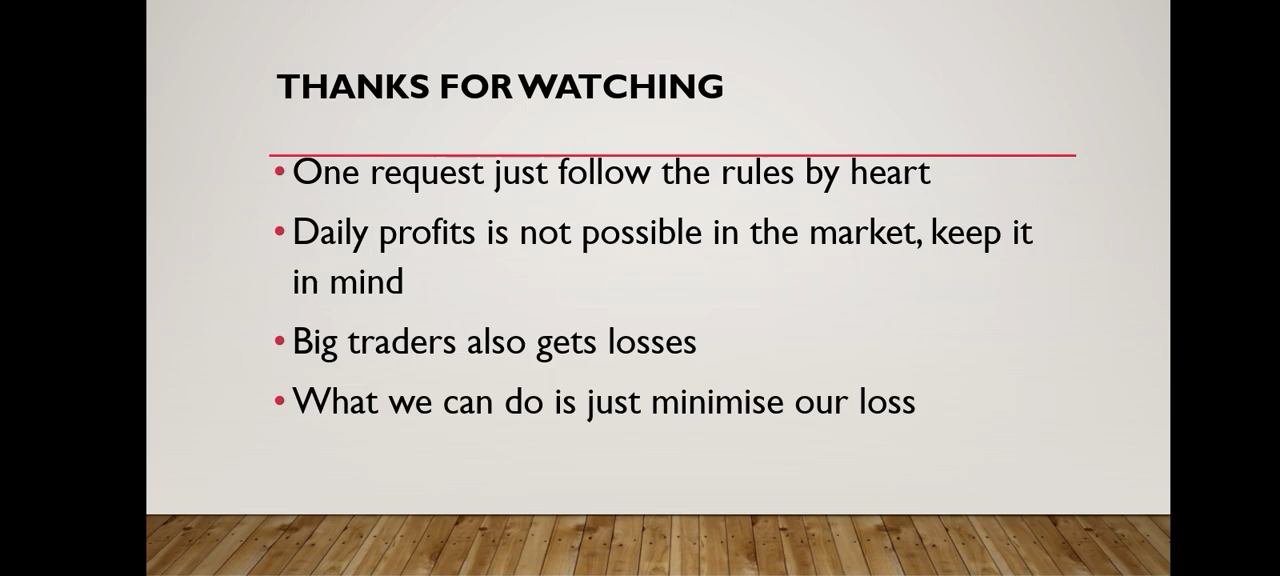 THANKS FOR WATCHING
• One request just follow the rules by heart
• Daily profits is not possible in the market, keep it
in mind
• Big traders also gets losses
• What we can do is just minimise our loss